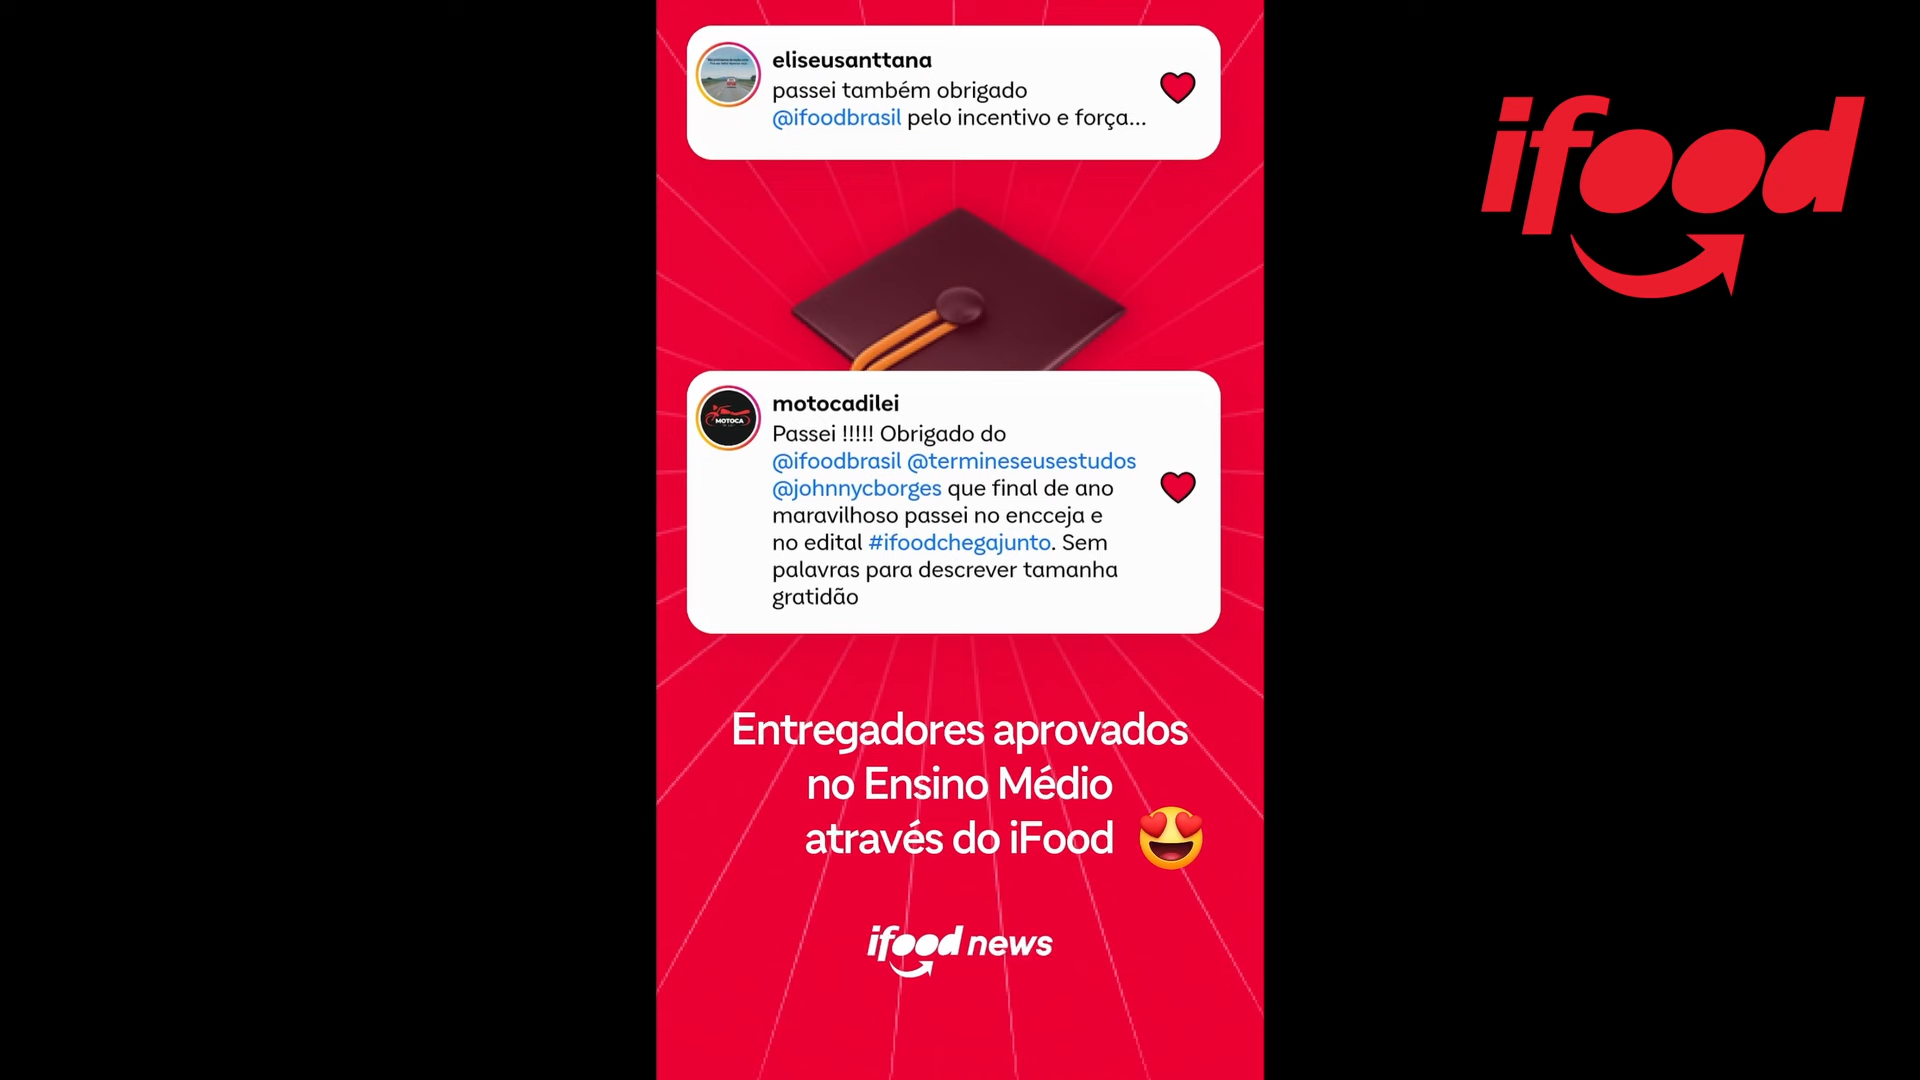 eliseusanttana
passei também obrigado
@ifoodbrasil pelo incentivo e força...
ifood
motocadilei
MOTOCA
Passei !!!!! Obrigado do
@ifoodbrasil @termineseusestudos
@johnnycborges que final de ano
maravilhoso passei no encceja e
no edital #ifoodchegajunto. Sem
palavras para descrever tamanha
gratidão
Entregadores aprovados
no Ensino Médio
através do iFood
ifood news